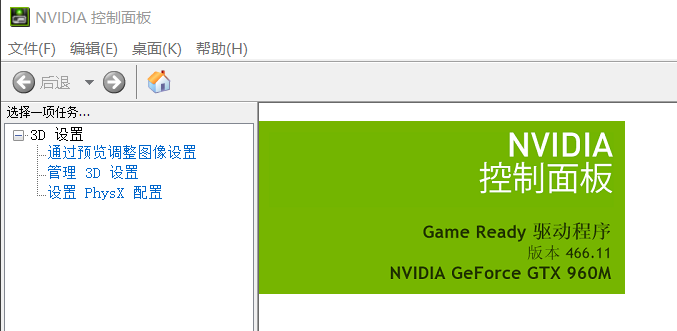 NVIDIA 控制面板
文件(F) 编辑(E) 桌面(K) 帮助(H)
后退
选择一项任务...
3D 设置
通过预览调整图像设置
管理 3D 设置
设置 PhysX 配置
NVIDIA
控制面板
Game Ready 驱动程序
版本 466.11
NVIDIA GeForce GTX 960M